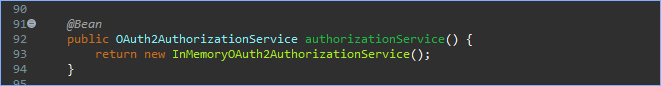 90
91 @Bean
92 public OAuth2AuthorizationService authorizationService() {
93 return new InMemoryOAuth2AuthorizationService();
94 }
95